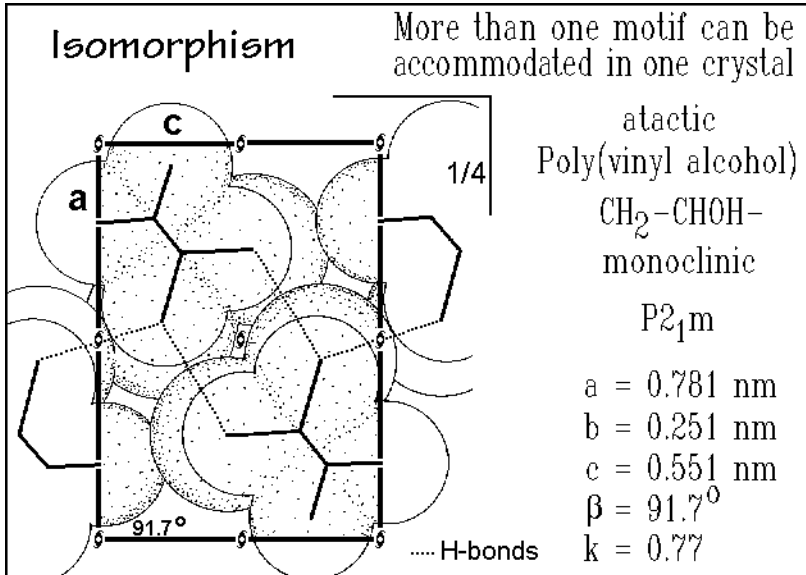 Isomorphism
More than one motif can be
accommodated in one crystal
c
a
1/4
atactic
Poly(vinyl alcohol)
CH₂-CHOH-
monoclinic
P2₁m
a = 0.781 nm
b = 0.251 nm
c = 0.551 nm
β = 91.7°
k = 0.77
91.7°
..... H-bonds